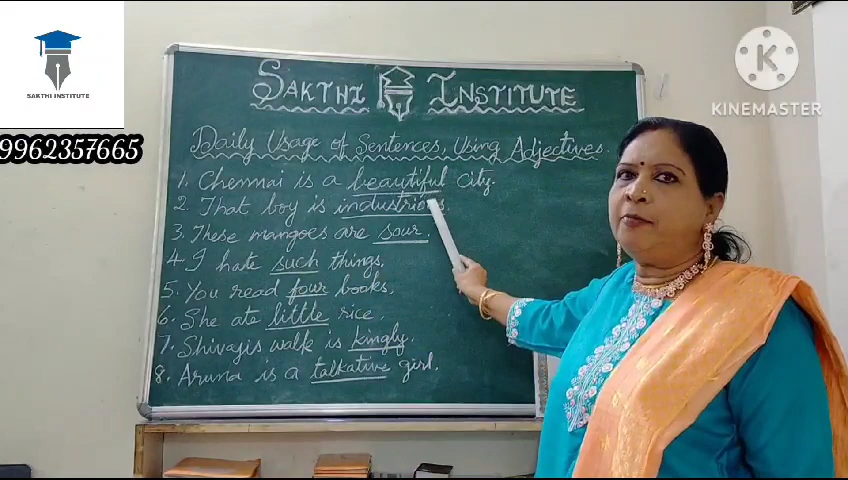 SAKTHI INSTITUTE
9962357665
KINEMASTER
SAKTHI INSTITUTE
Daily Usage of Sentences, Using Adjectives.
1. Chennai is a beautiful city.
2. That boy is industrious.
3. These mangoes are sour.
4. I hate such things.
5. You read four books.
6. She ate little rice.
7. Shivajis walk is kingly.
8. Aruna is a talkative girl.